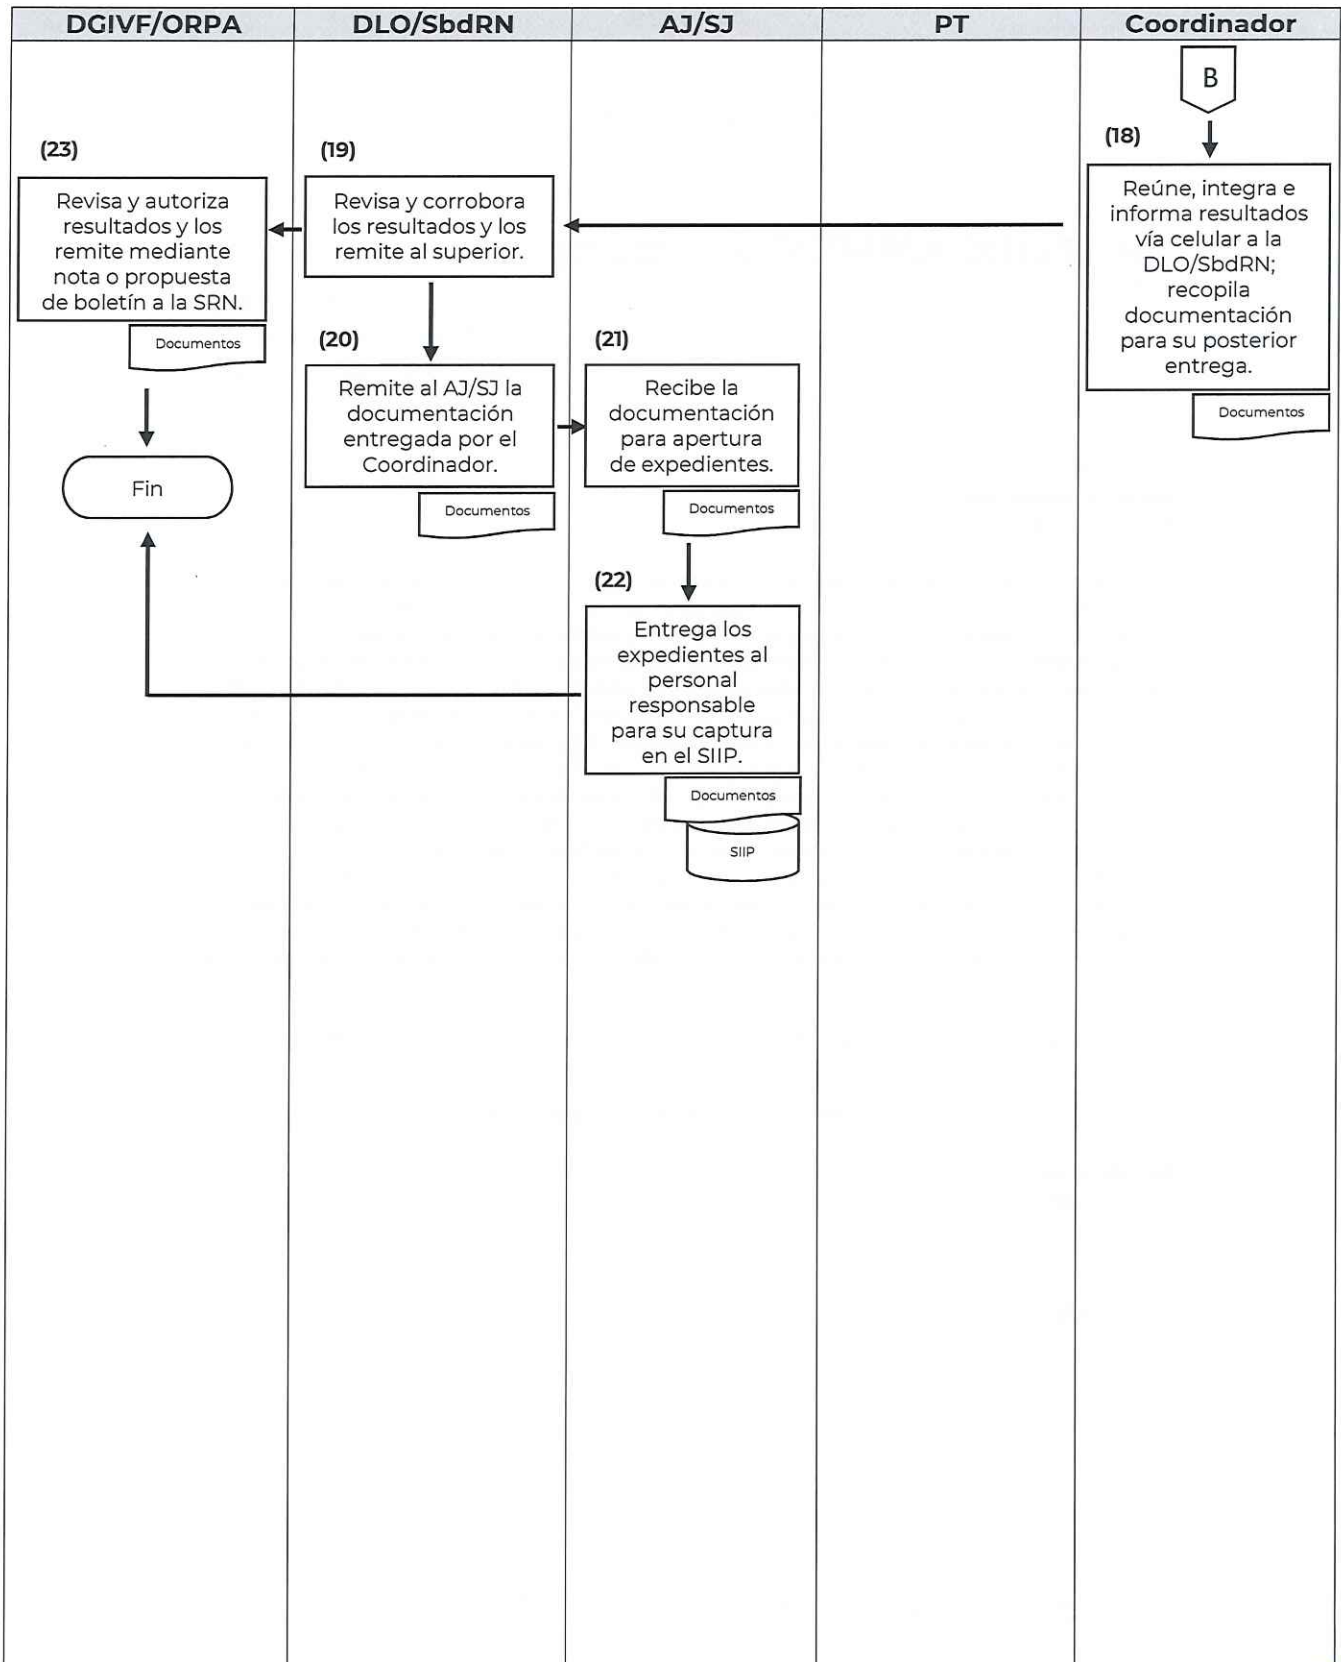 DGIVF/ORPA
DLO/SbdRN
AJ/SJ
PT
Coordinador
B
(18)
Reúne, integra e
informa resultados
vía celular a la
DLO/SbdRN;
recopila
documentación
para su posterior
entrega.
Documentos
(19)
Revisa y corrobora
los resultados y los
remite al superior.
(23)
Revisa y autoriza
resultados y los
remite mediante
nota o propuesta
de boletín a la SRN.
Documentos
Fin
(20)
Remite al AJ/SJ la
documentación
entregada por el
Coordinador.
Documentos
(21)
Recibe la
documentación
para apertura
de expedientes.
Documentos
(22)
Entrega los
expedientes al
personal
responsable
para su captura
en el SIIP.
Documentos
SIIP